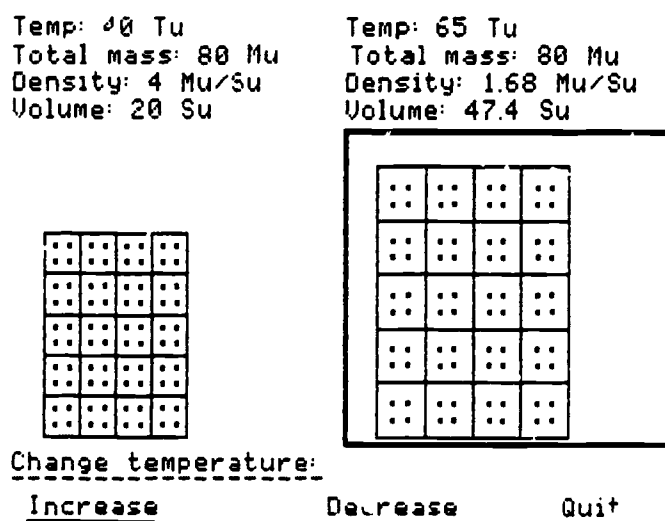 Temp: Tu
Total mass: 80 Mu
Density: 4 Mu/Su
Volume: 20 Su
Temp: 65 Tu
Total mass: 80 Mu
Density: 1.68 Mu/Su
Volume: 47.4 Su
Change temperature:
Increase Decrease Quit